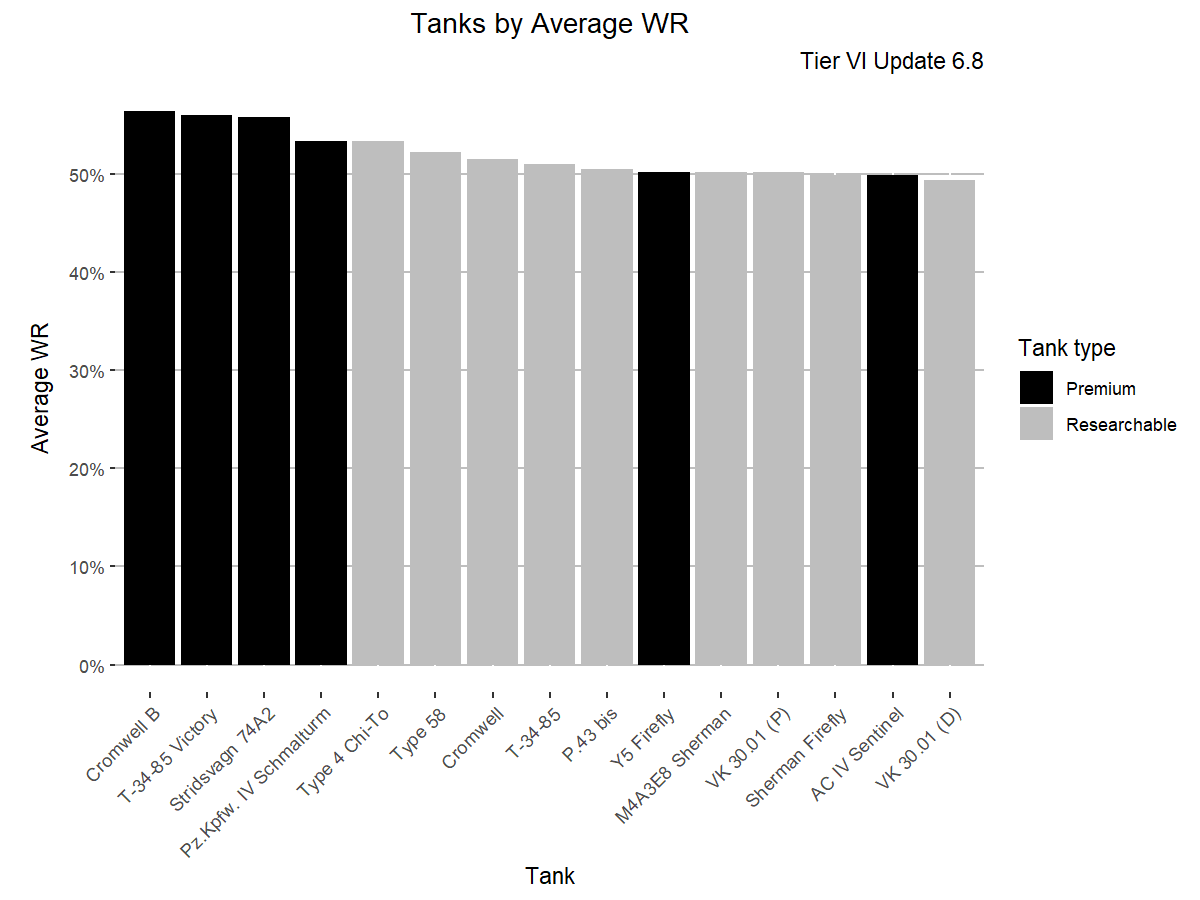 Tanks by Average WR
Tier VI Update 6.8
Average WR
50%
40%
30%
20%
10%
0%
Cromwell B
T-34-85 Victory
Stridsvagn 74A2
Pz.Kpfw. IV Schmalturm
Type 4 Chi-To
Type 58
Cromwell
T-34-85
P.43 bis
Y5 Firefly
M4A3E8 Sherman
VK 30.01 (P)
Sherman Firefly
AC IV Sentinel
VK 30.01 (D)
Tank
Tank type
Premium
Researchable